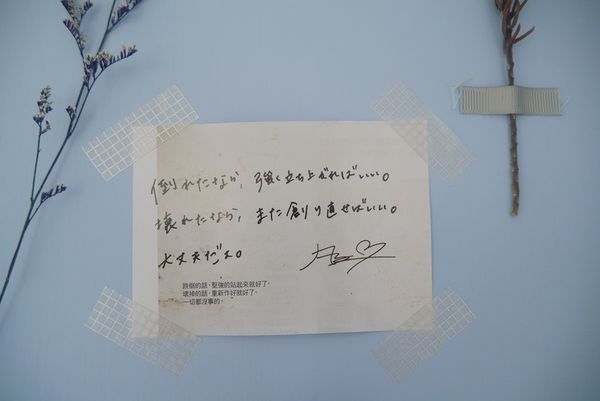 倒れたなら、強く立ち上がればいい。
壊れたなら、また創り直せばいい。
大丈夫だよ。
跌倒的話、堅強的站起來就好了。
壞掉的話、重新作好就好了。
一切都沒事的。